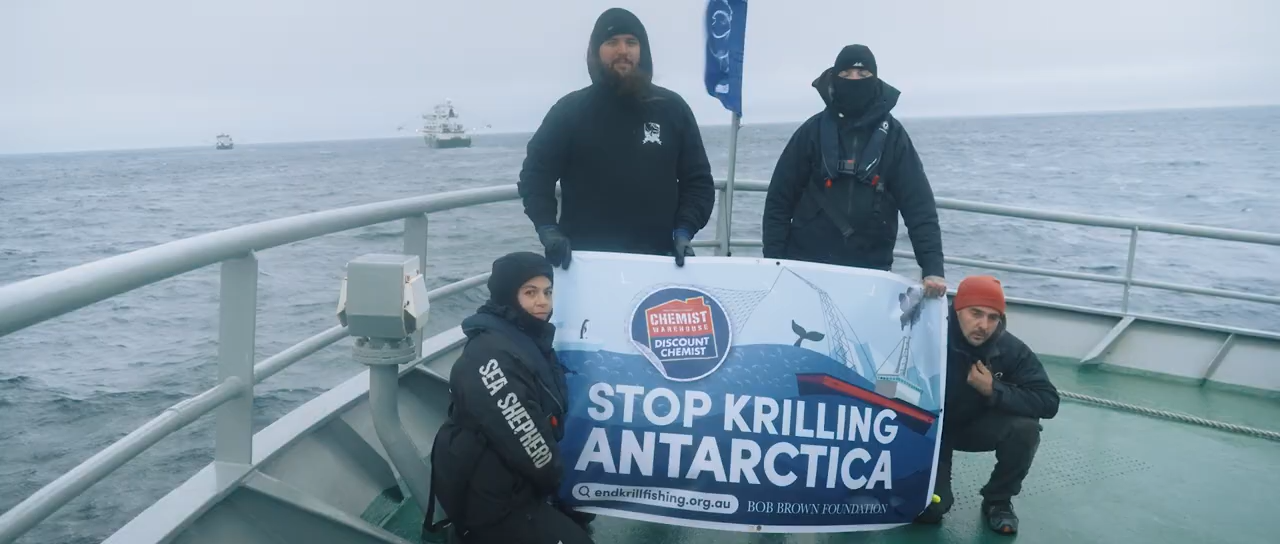 CHEMIST
WAREHOUSE
DISCOUNT
CHEMIST
STOP KRILLING
ANTARCTICA
endkrillfishing.org.au
BOB BROWN FOUNDATION
SEA SHEPHERD